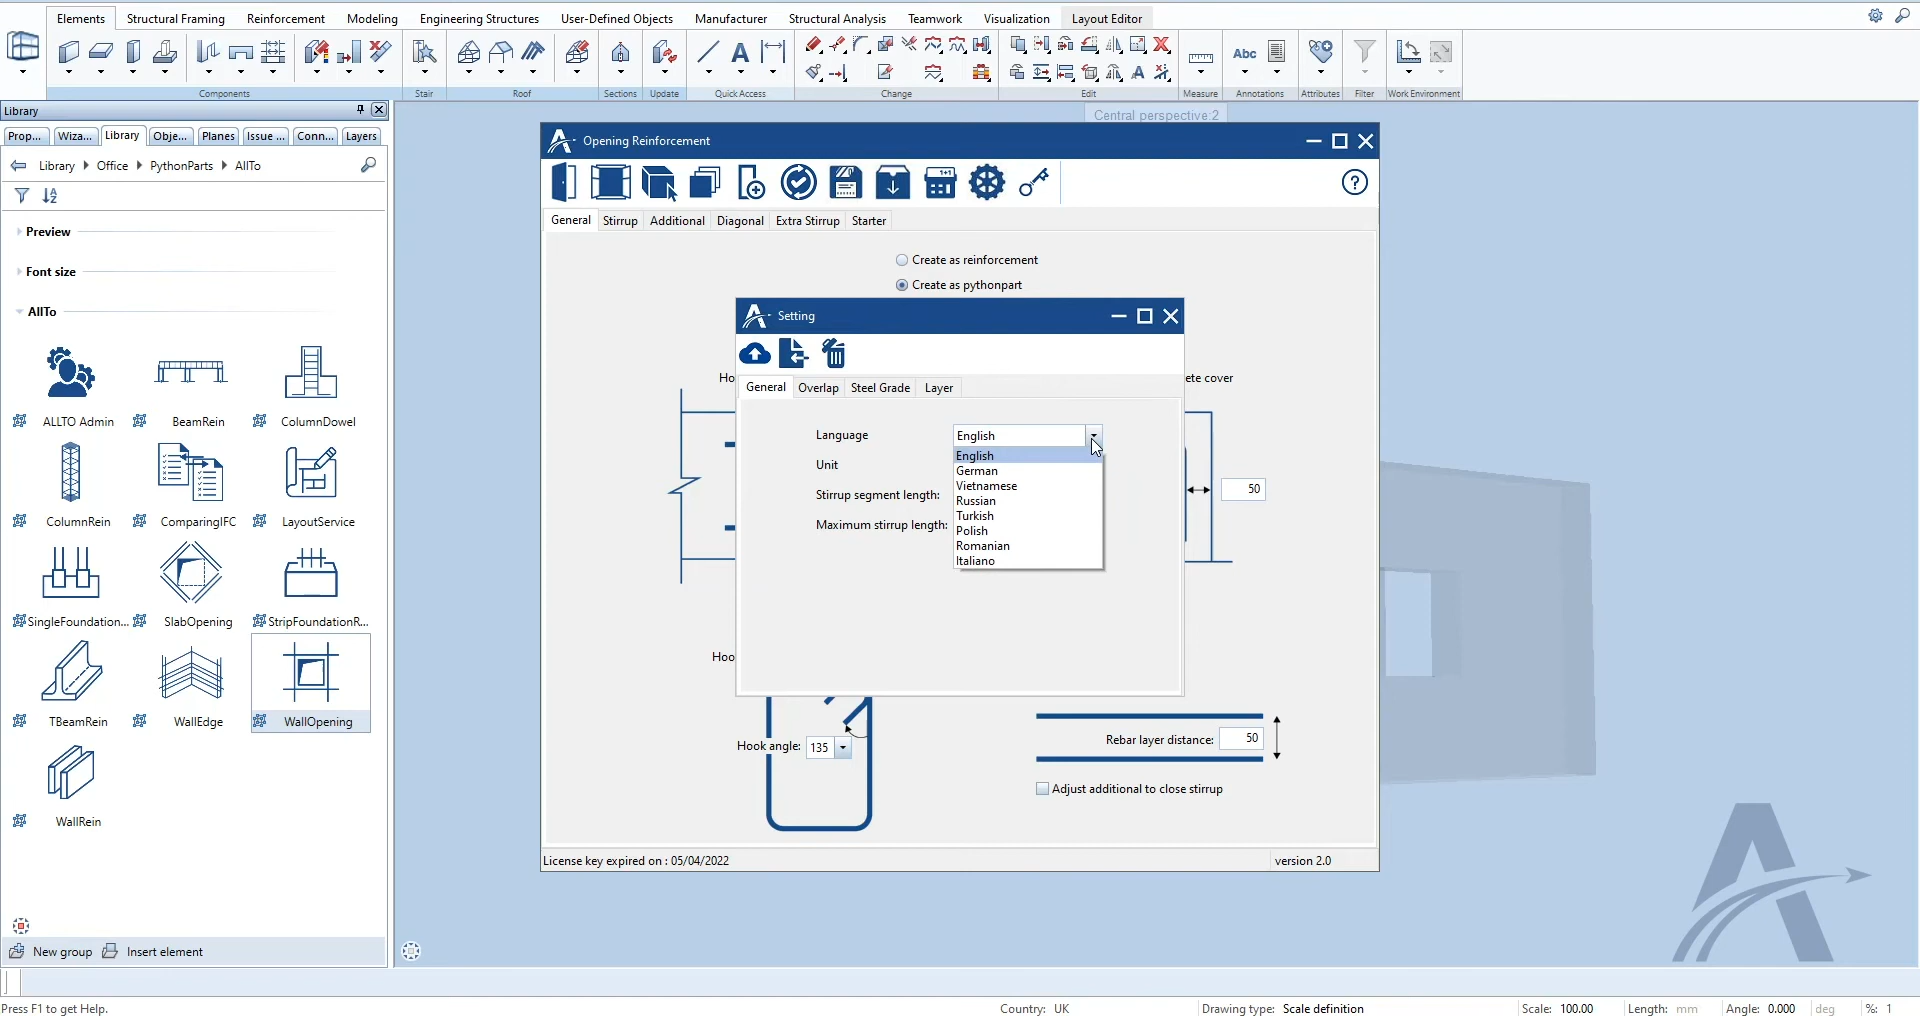 Elements Structural Framing Reinforcement Modeling Engineering Structures User-Defined Objects Manufacturer Structural Analysis Teamwork Visualization Layout Editor
Abc
Components Stair Roof Sections Update Quick Access Change Edit Measure Annotations Attributes Filter Work Environment
Library
Prop... Wiza... Library Obje... Planes Issue ... Conn... Layers
Library Office PythonParts AllTo
Preview
Font size
AllTo
ALLTO Admin BeamRein ColumnDowel
ColumnRein ComparingIFC LayoutService
SingleFoundation... SlabOpening StripFoundationR...
TBeamRein WallEdge WallOpening
WallRein
New group Insert element
Central perspective:2
Opening Reinforcement
General Stirrup Additional Diagonal Extra Stirrup Starter
Create as reinforcement
Create as pythonpart
Ho
ete cover
50
Setting
General Overlap Steel Grade Layer
Language English
Unit
Stirrup segment length:
Maximum stirrup length:
English
German
Vietnamese
Russian
Turkish
Polish
Romanian
Italiano
Hoo
Hook angle: 135
Rebar layer distance: 50
Adjust additional to close stirrup
License key expired on : 05/04/2022 version 2.0
Press F1 to get Help. Country: UK Drawing type: Scale definition Scale: 100.00 Length: mm Angle: 0.000 deg %: 1